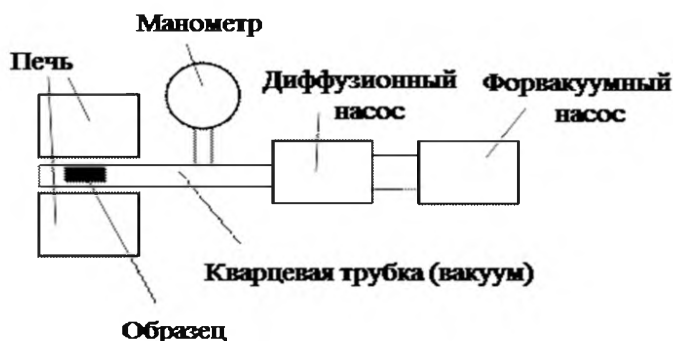 Манометр
Печь
Диффузионный
насос
Форвакуумный
насос
Кварцевая трубка (вакуум)
Образец